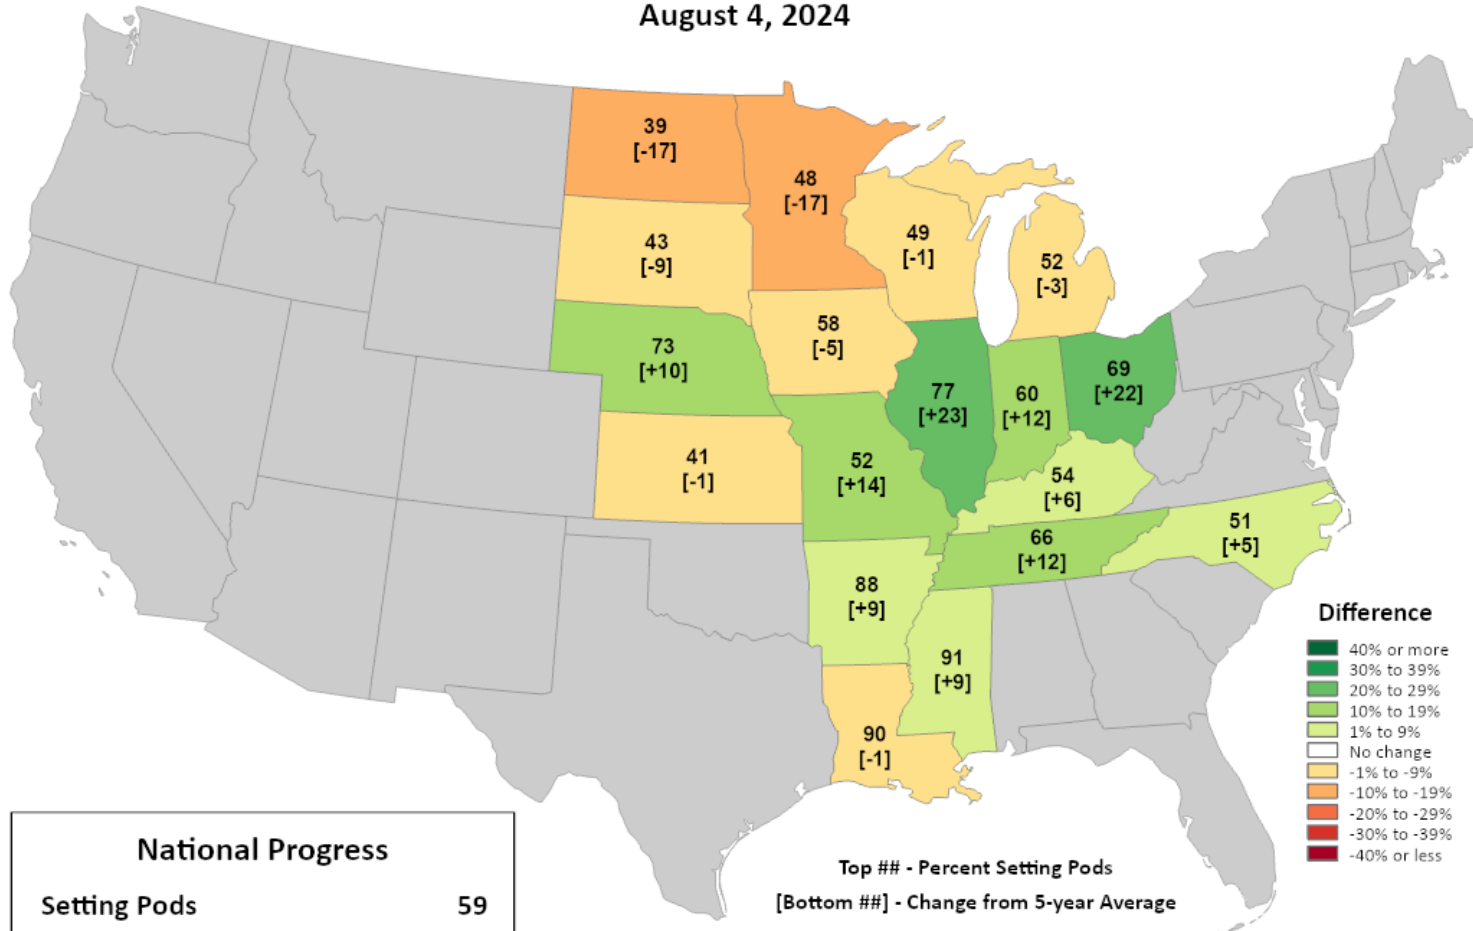 August 4, 2024
39
[-17]
48
[-17]
43
[-9]
49
[-1]
52
[-3]
58
[-5]
73
[+10]
77
[+23]
60
[+12]
69
[+22]
41
[-1]
52
[+14]
54
[+6]
66
[+12]
51
[+5]
88
[+9]
91
[+9]
90
[-1]
Difference
40% or more
30% to 39%
20% to 29%
10% to 19%
1% to 9%
No change
-1% to -9%
-10% to -19%
-20% to -29%
-30% to -39%
-40% or less
National Progress
Setting Pods 59
Top ## - Percent Setting Pods
[Bottom ##] - Change from 5-year Average